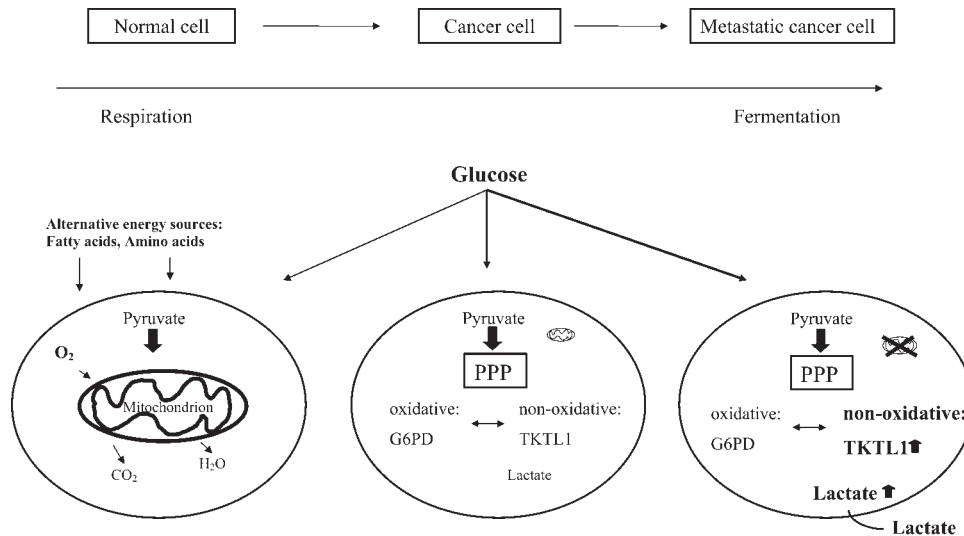 Normal cell
Cancer cell
Metastatic cancer cell
Respiration
Fermentation
Glucose
Alternative energy sources:
Fatty acids, Amino acids
Pyruvate
O₂
Mitochondrion
CO₂
H₂O
Pyruvate
PPP
oxidative:
non-oxidative:
G6PD
TKTL1
Lactate
Pyruvate
PPP
oxidative:
non-oxidative:
G6PD
TKTL1
Lactate
Lactate